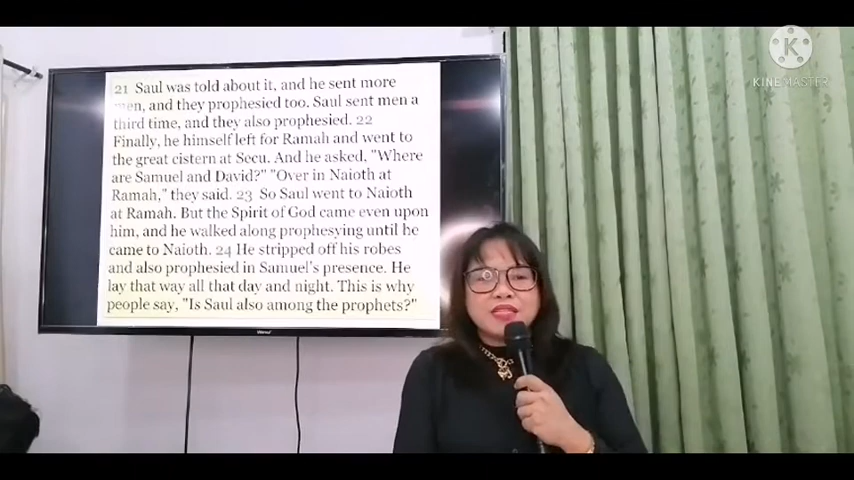 21 Saul was told about it, and he sent more
men, and they prophesied too. Saul sent men a
third time, and they also prophesied. 22
Finally, he himself left for Ramah and went to
the great cistern at Secu. And he asked, "Where
are Samuel and David?" "Over in Naioth at
Ramah," they said. 23 So Saul went to Naioth
at Ramah. But the Spirit of God came even upon
him, and he walked along prophesying until he
came to Naioth. 24 He stripped off his robes
and also prophesied in Samuel's presence. He
lay that way all that day and night. This is why
people say, "Is Saul also among the prophets?"
K
KINEMASTER